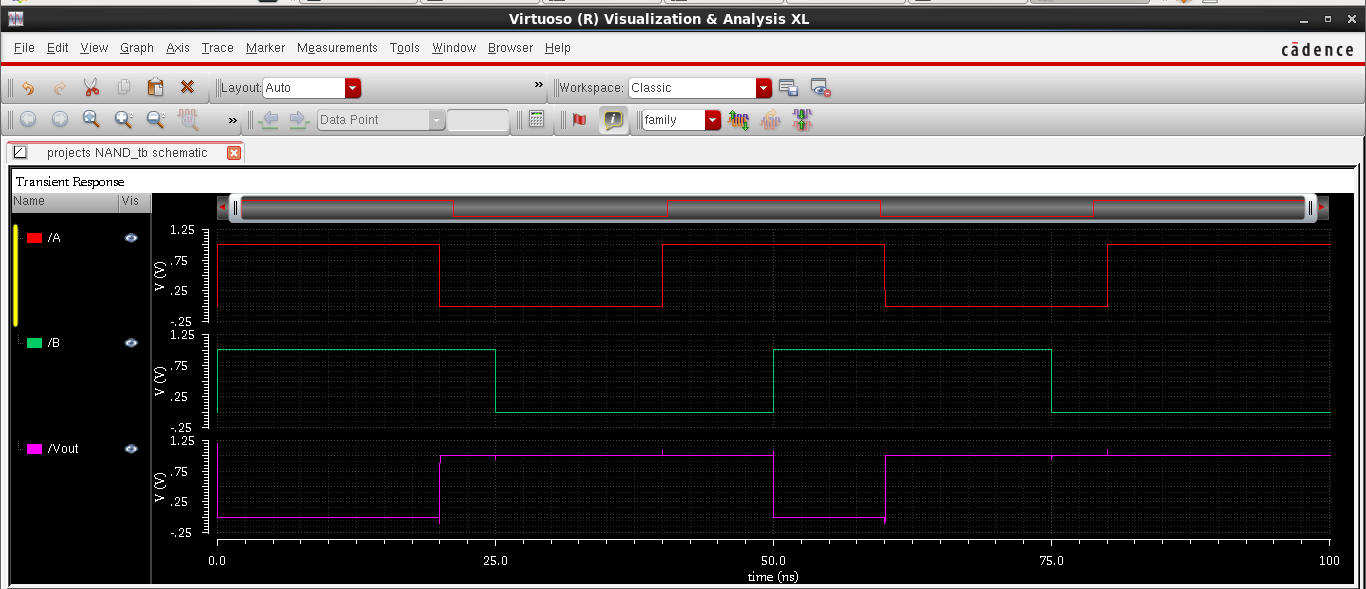 Virtuoso (R) Visualization & Analysis XL
File Edit View Graph Axis Trace Marker Measurements Tools Window Browser Help
cādence
Layout: Auto » Workspace: Classic
» Data Point family
projects NAND_tb schematic
Transient Response
Name Vis
/A
1.25
.75
.25
-.25
V (V)
/B
1.25
.75
.25
-.25
V (V)
/Vout
1.25
.75
.25
-.25
V (V)
0.0 25.0 50.0 75.0 100
time (ns)